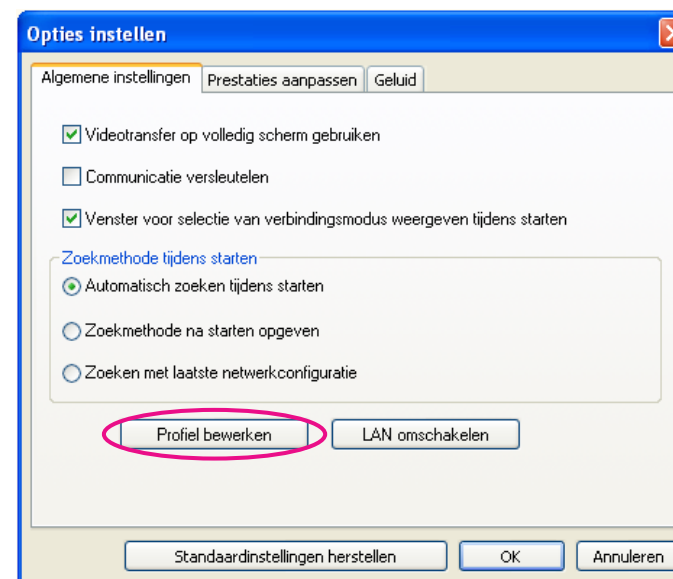 Opties instellen
Algemene instellingen Prestaties aanpassen Geluid
Videotransfer op volledig scherm gebruiken
Communicatie versleutelen
Venster voor selectie van verbindingsmodus weergeven tijdens starten
Zoekmethode tijdens starten
Automatisch zoeken tijdens starten
Zoekmethode na starten opgeven
Zoeken met laatste netwerkconfiguratie
Profiel bewerken LAN omschakelen
Standaardinstellingen herstellen OK Annuleren